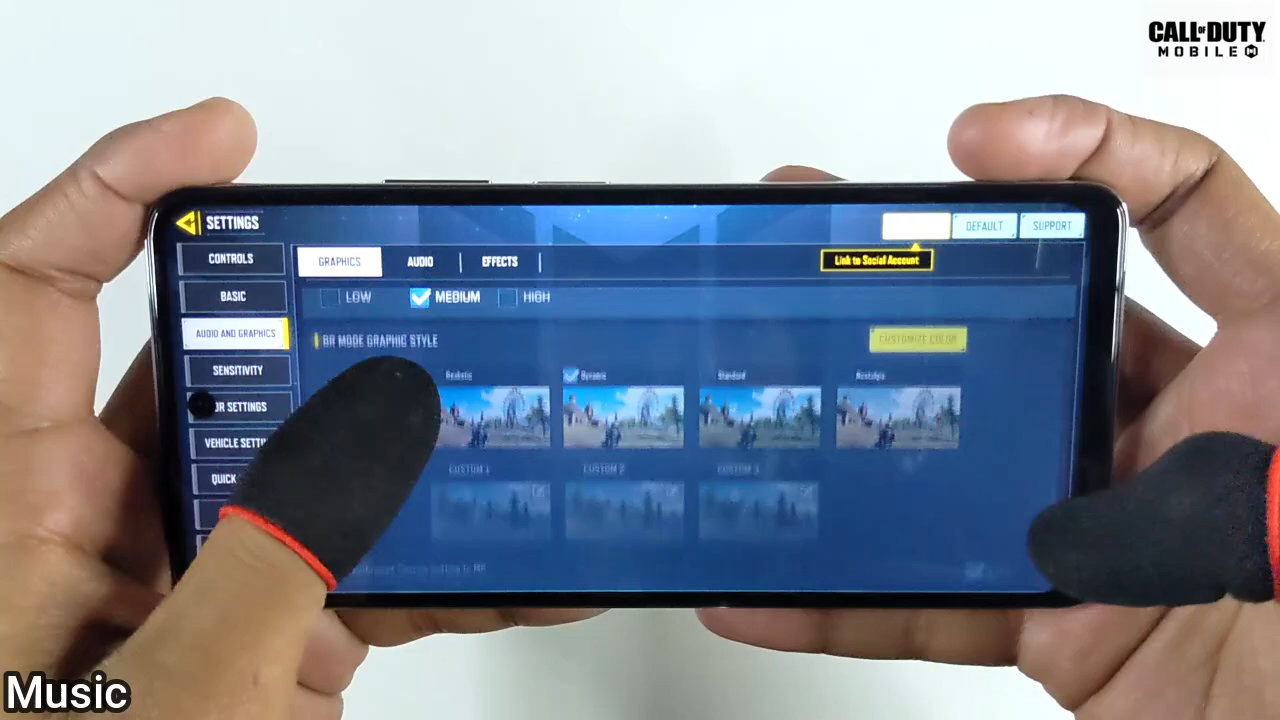 CALL OF DUTY
MOBILE
SETTINGS
DEFAULT
SUPPORT
CONTROLS
GRAPHICS
AUDIO
EFFECTS
Link to Social Account
BASIC
LOW
MEDIUM
HIGH
AUDIO AND GRAPHICS
BR MODE GRAPHIC STYLE
CUSTOMIZE COLOR
SENSITIVITY
Realistic
Dynamic
Standard
Nostalgic
SETTINGS
VEHICLE
CUSTOM 1
CUSTOM 2
CUSTOM 3
QUICK
Music